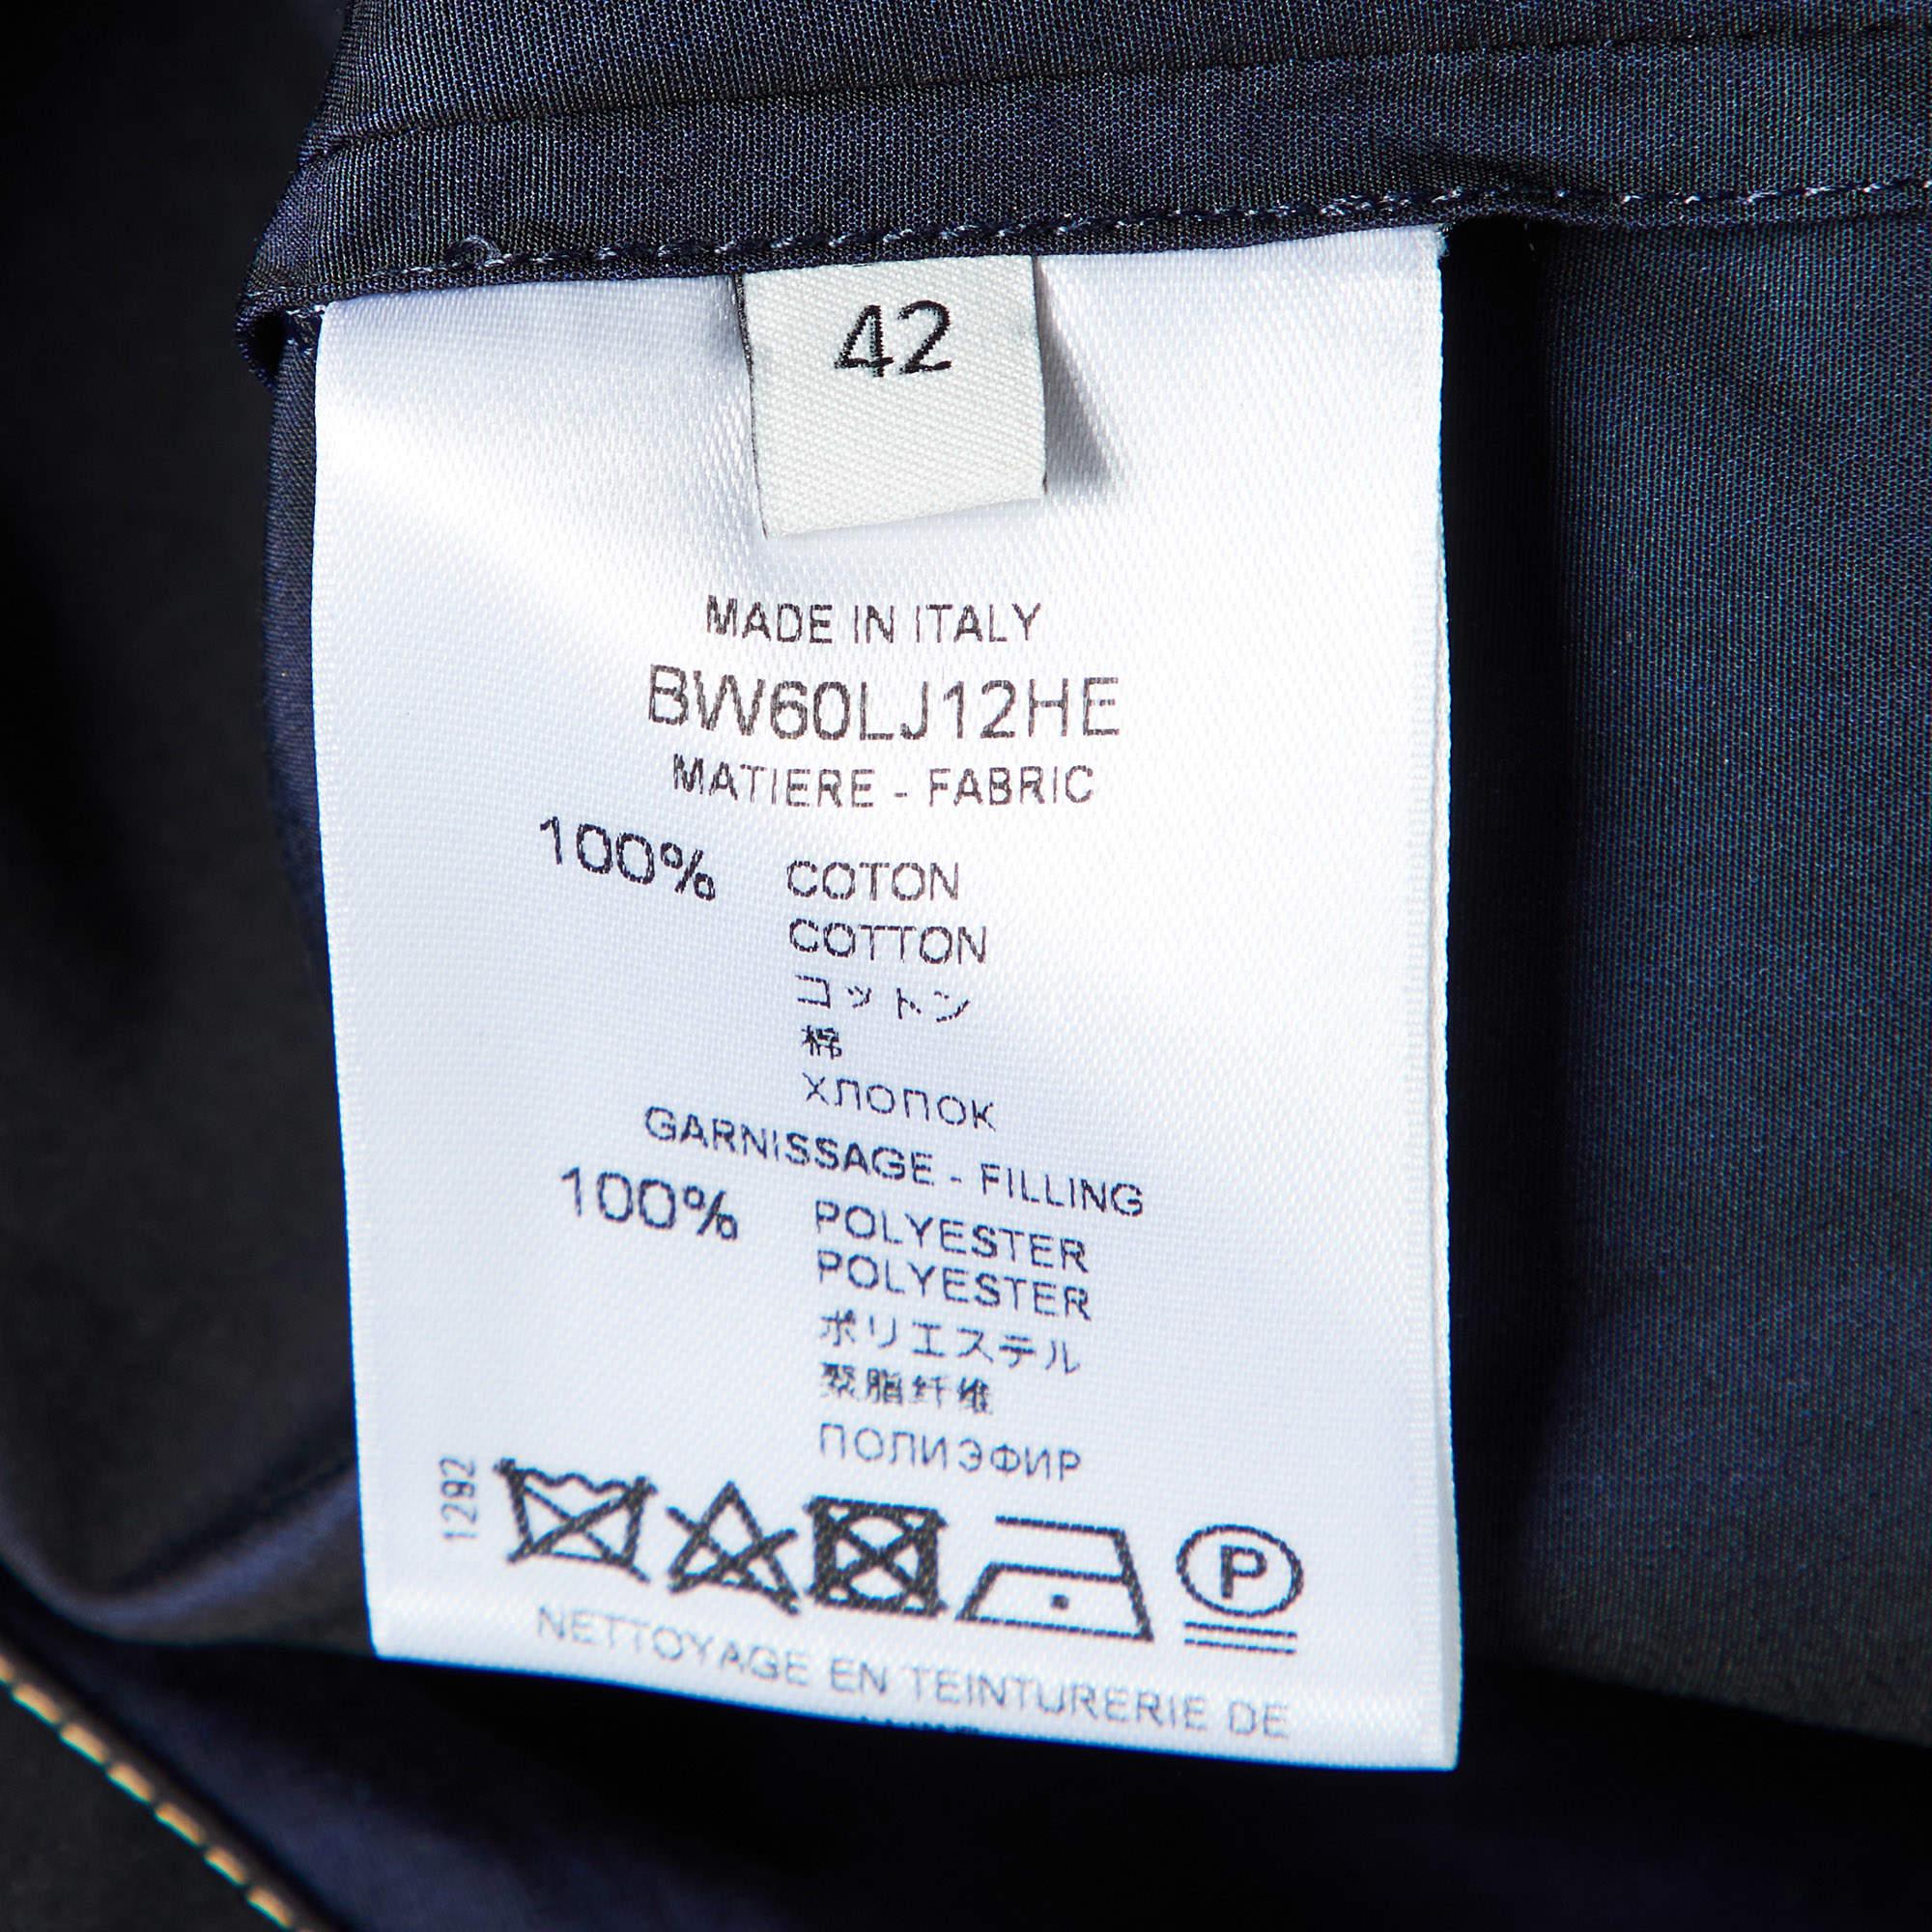 42
MADE IN ITALY
BW60LJ12HE
MATIERE - FABRIC
100% COTON
COTTON
コットン
棉
ХЛОПОК
GARNISSAGE - FILLING
100% POLYESTER
POLYESTER
ポリエステル
聚脂纤维
ПОЛИЭФИР
1292
P
NETTOYAGE EN TEINTURERIE DE